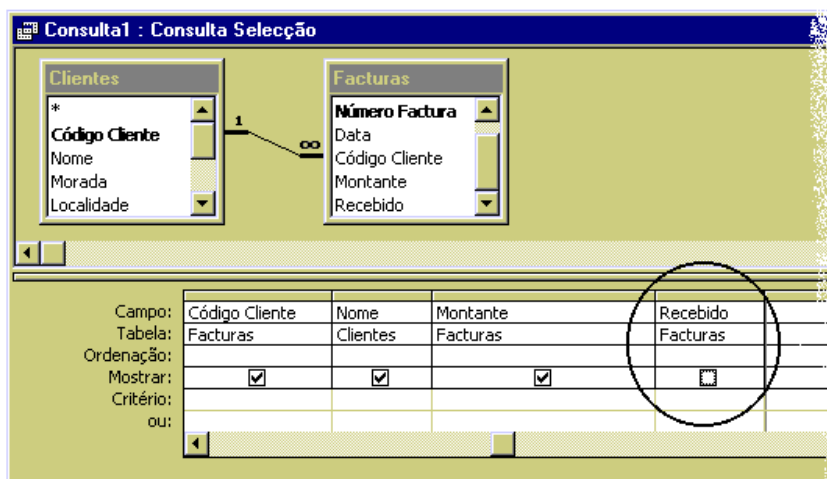 Consulta1 : Consulta Selecção
Clientes
*
Código Cliente
Nome
Morada
Localidade
1
∞
Facturas
Número Factura
Data
Código Cliente
Montante
Recebido
Campo: Código Cliente Nome Montante Recebido
Tabela: Facturas Clientes Facturas Facturas
Ordenação:
Mostrar:
Critério:
ou: